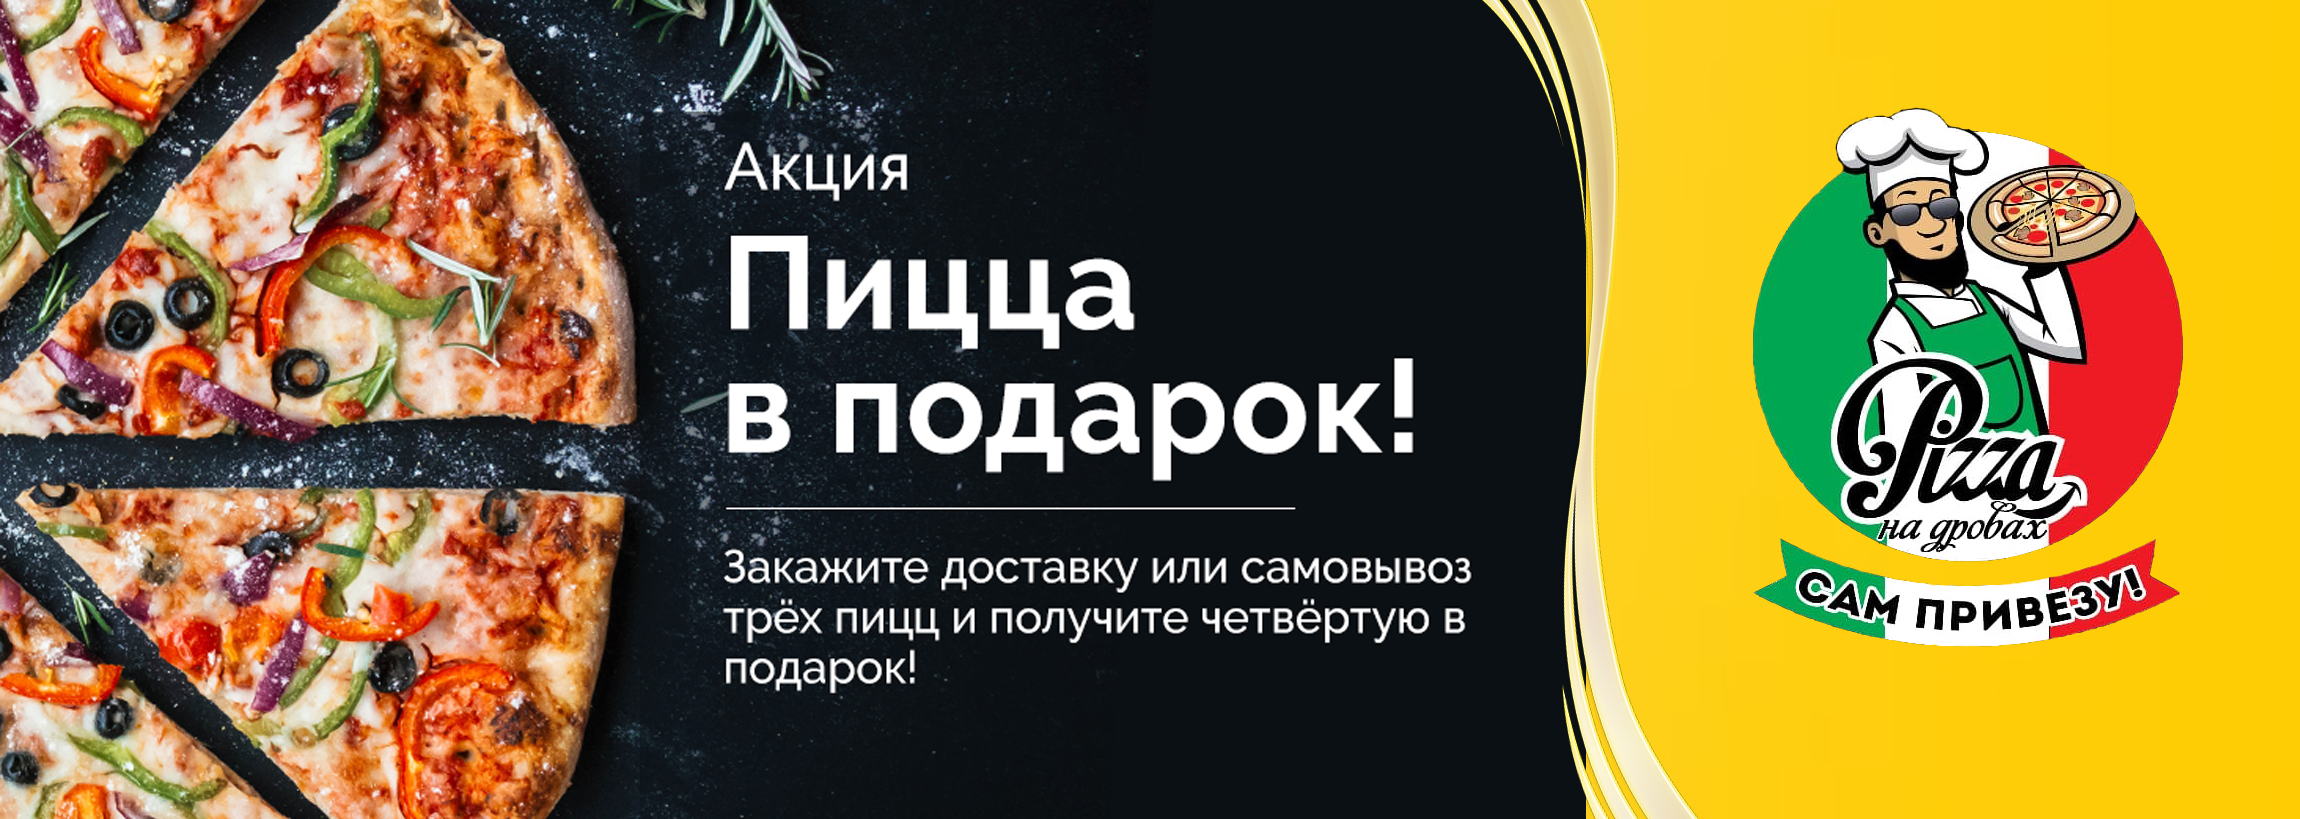 Акция
Пицца
в подарок!
Закажите доставку или самовывоз
трёх пицц и получите четвёртую в
подарок!
Pizza
на дровах
САМ ПРИВЕЗУ!